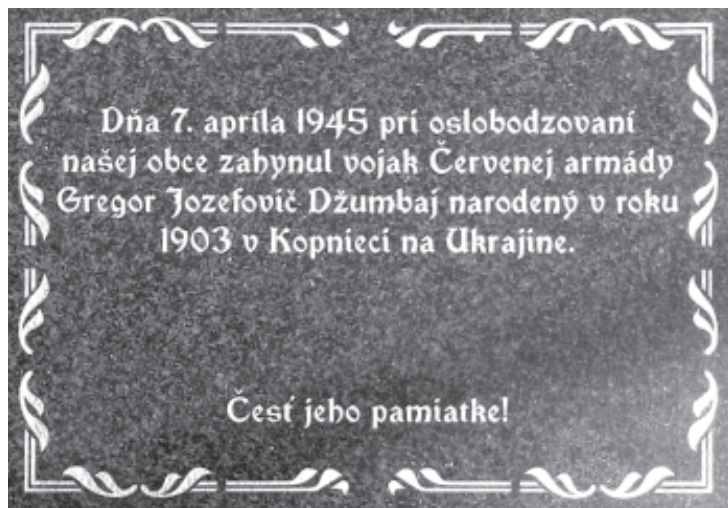 Dňa 7. apríla 1945 pri oslobodzovaní
našej obce zahynul vojak Červenej armády
Gregor Jozefovič Džumbaj narodený v roku
1903 v Kopnieci na Ukrajine.
Česť jeho pamiatke!